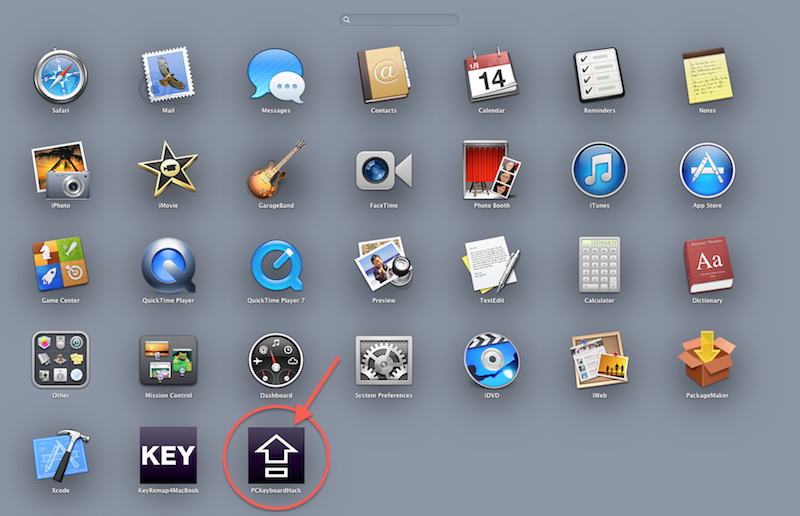 Safari
Mail
Messages
Contacts
1月
14
Calendar
Reminders
Notes
iPhoto
iMovie
GarageBand
FaceTime
Photo Booth
iTunes
App Store
Game Center
QuickTime Player
QuickTime Player 7
Preview
TextEdit
Calculator
Aa
Dictionary
Other
Mission Control
Dashboard
System Preferences
iDVD
iWeb
PackageMaker
Xcode
KEY
KeyRemap4MacBook
PCKeyboardHack